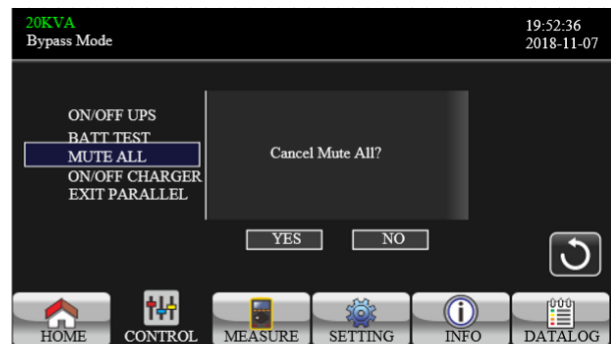 20KVA
Bypass Mode
19:52:36
2018-11-07
ON/OFF UPS
BATT TEST
MUTE ALL
ON/OFF CHARGER
EXIT PARALLEL
Cancel Mute All?
YES
NO
HOME
CONTROL
MEASURE
SETTING
INFO
DATALOG